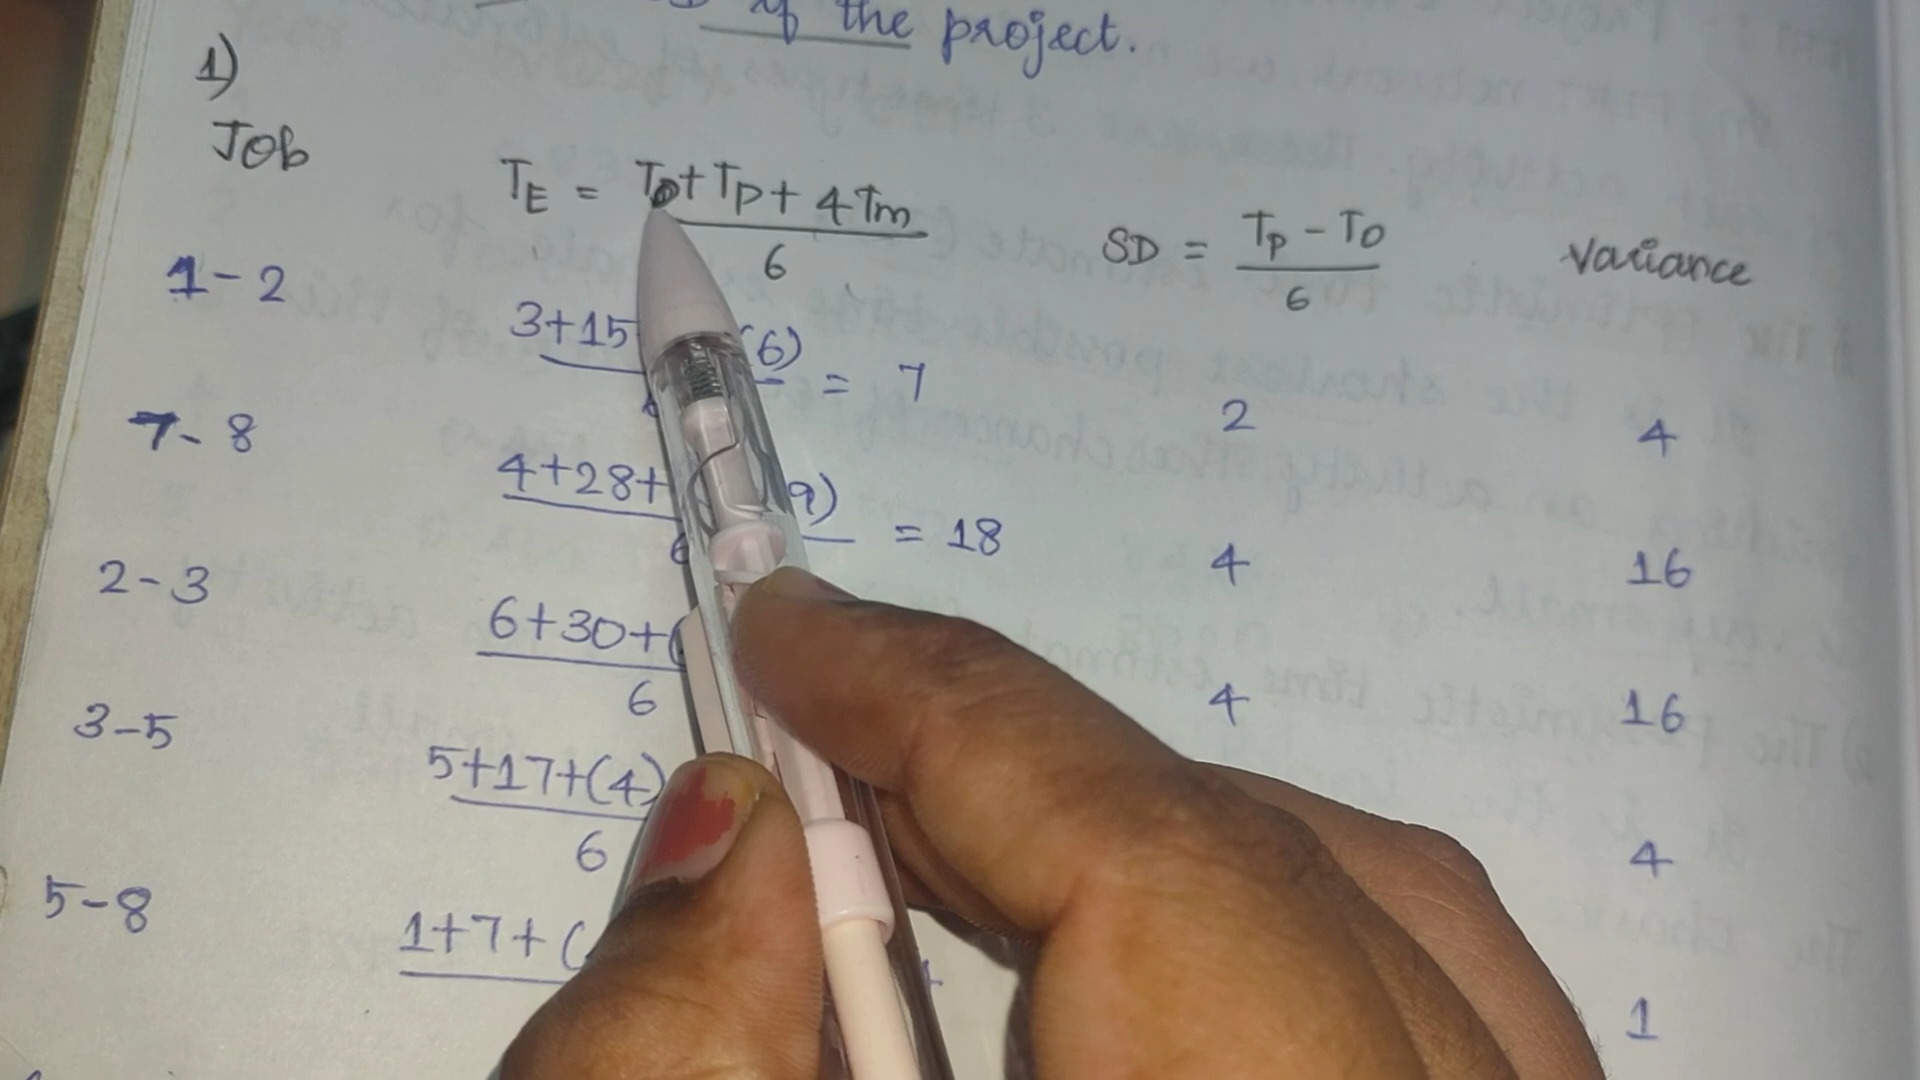 of the project.
1)
Job
TE = To + Tp + 4Tm / 6
SD = Tp - To / 6
Variance
1 - 2
3+15 (6) / 6 = 7
2
4
7 - 8
4+28+ 9) / 6 = 18
4
16
2 - 3
6+30+( / 6
4
16
3 - 5
5+17+(4) / 6
4
5 - 8
1+7+(
1